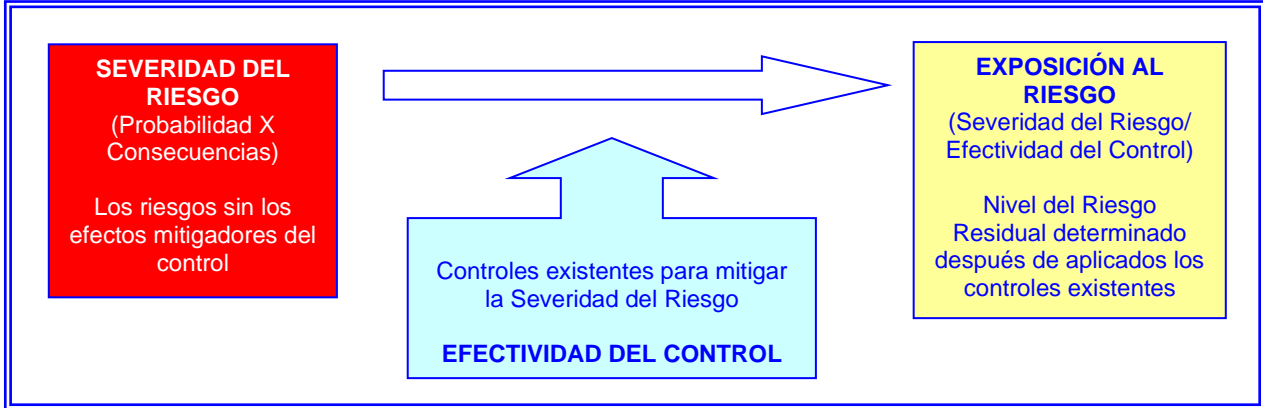 SEVERIDAD DEL
RIESGO
(Probabilidad X
Consecuencias)
Los riesgos sin los
efectos mitigadores del
control
Controles existentes para mitigar
la Severidad del Riesgo
EFECTIVIDAD DEL CONTROL
EXPOSICIÓN AL
RIESGO
(Severidad del Riesgo/
Efectividad del Control)
Nivel del Riesgo
Residual determinado
después de aplicados los
controles existentes